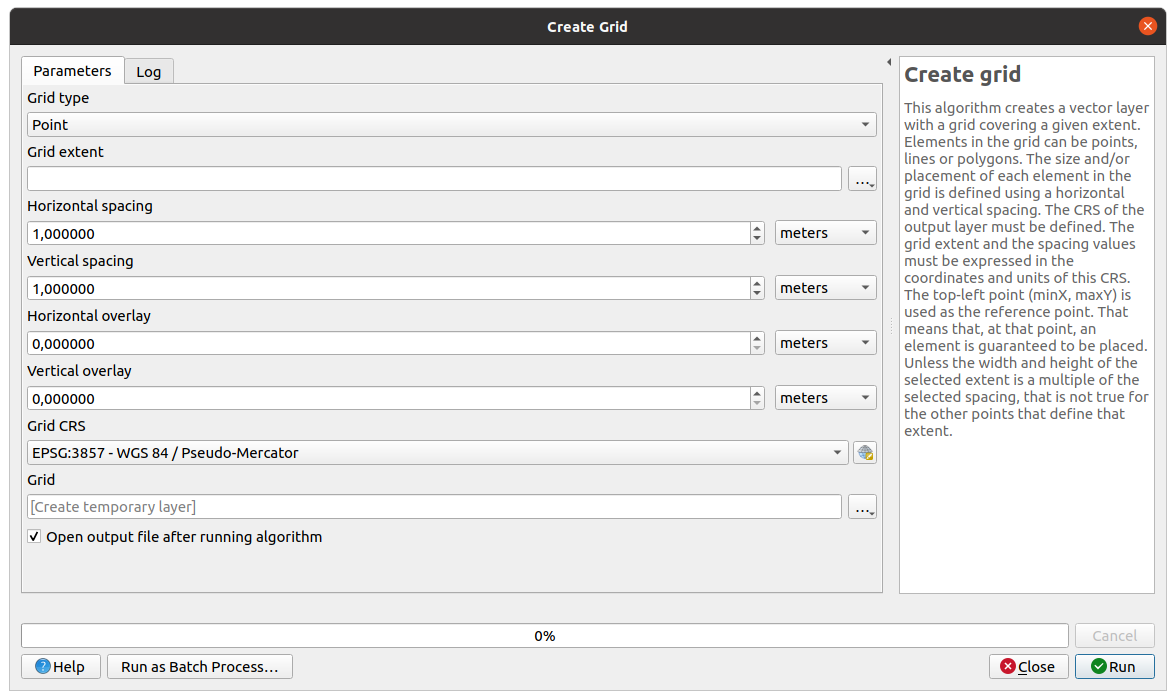 Create Grid
Parameters
Log
Grid type
Point
Grid extent
...
Horizontal spacing
1,000000
meters
Vertical spacing
1,000000
meters
Horizontal overlay
0,000000
meters
Vertical overlay
0,000000
meters
Grid CRS
EPSG:3857 - WGS 84 / Pseudo-Mercator
Grid
[Create temporary layer]
...
Open output file after running algorithm
Create grid
This algorithm creates a vector layer
with a grid covering a given extent.
Elements in the grid can be points,
lines or polygons. The size and/or
placement of each element in the
grid is defined using a horizontal
and vertical spacing. The CRS of the
output layer must be defined. The
grid extent and the spacing values
must be expressed in the
coordinates and units of this CRS.
The top-left point (minX, maxY) is
used as the reference point. That
means that, at that point, an
element is guaranteed to be placed.
Unless the width and height of the
selected extent is a multiple of the
selected spacing, that is not true for
the other points that define that
extent.
0%
Cancel
?Help
Run as Batch Process…
Close
Run